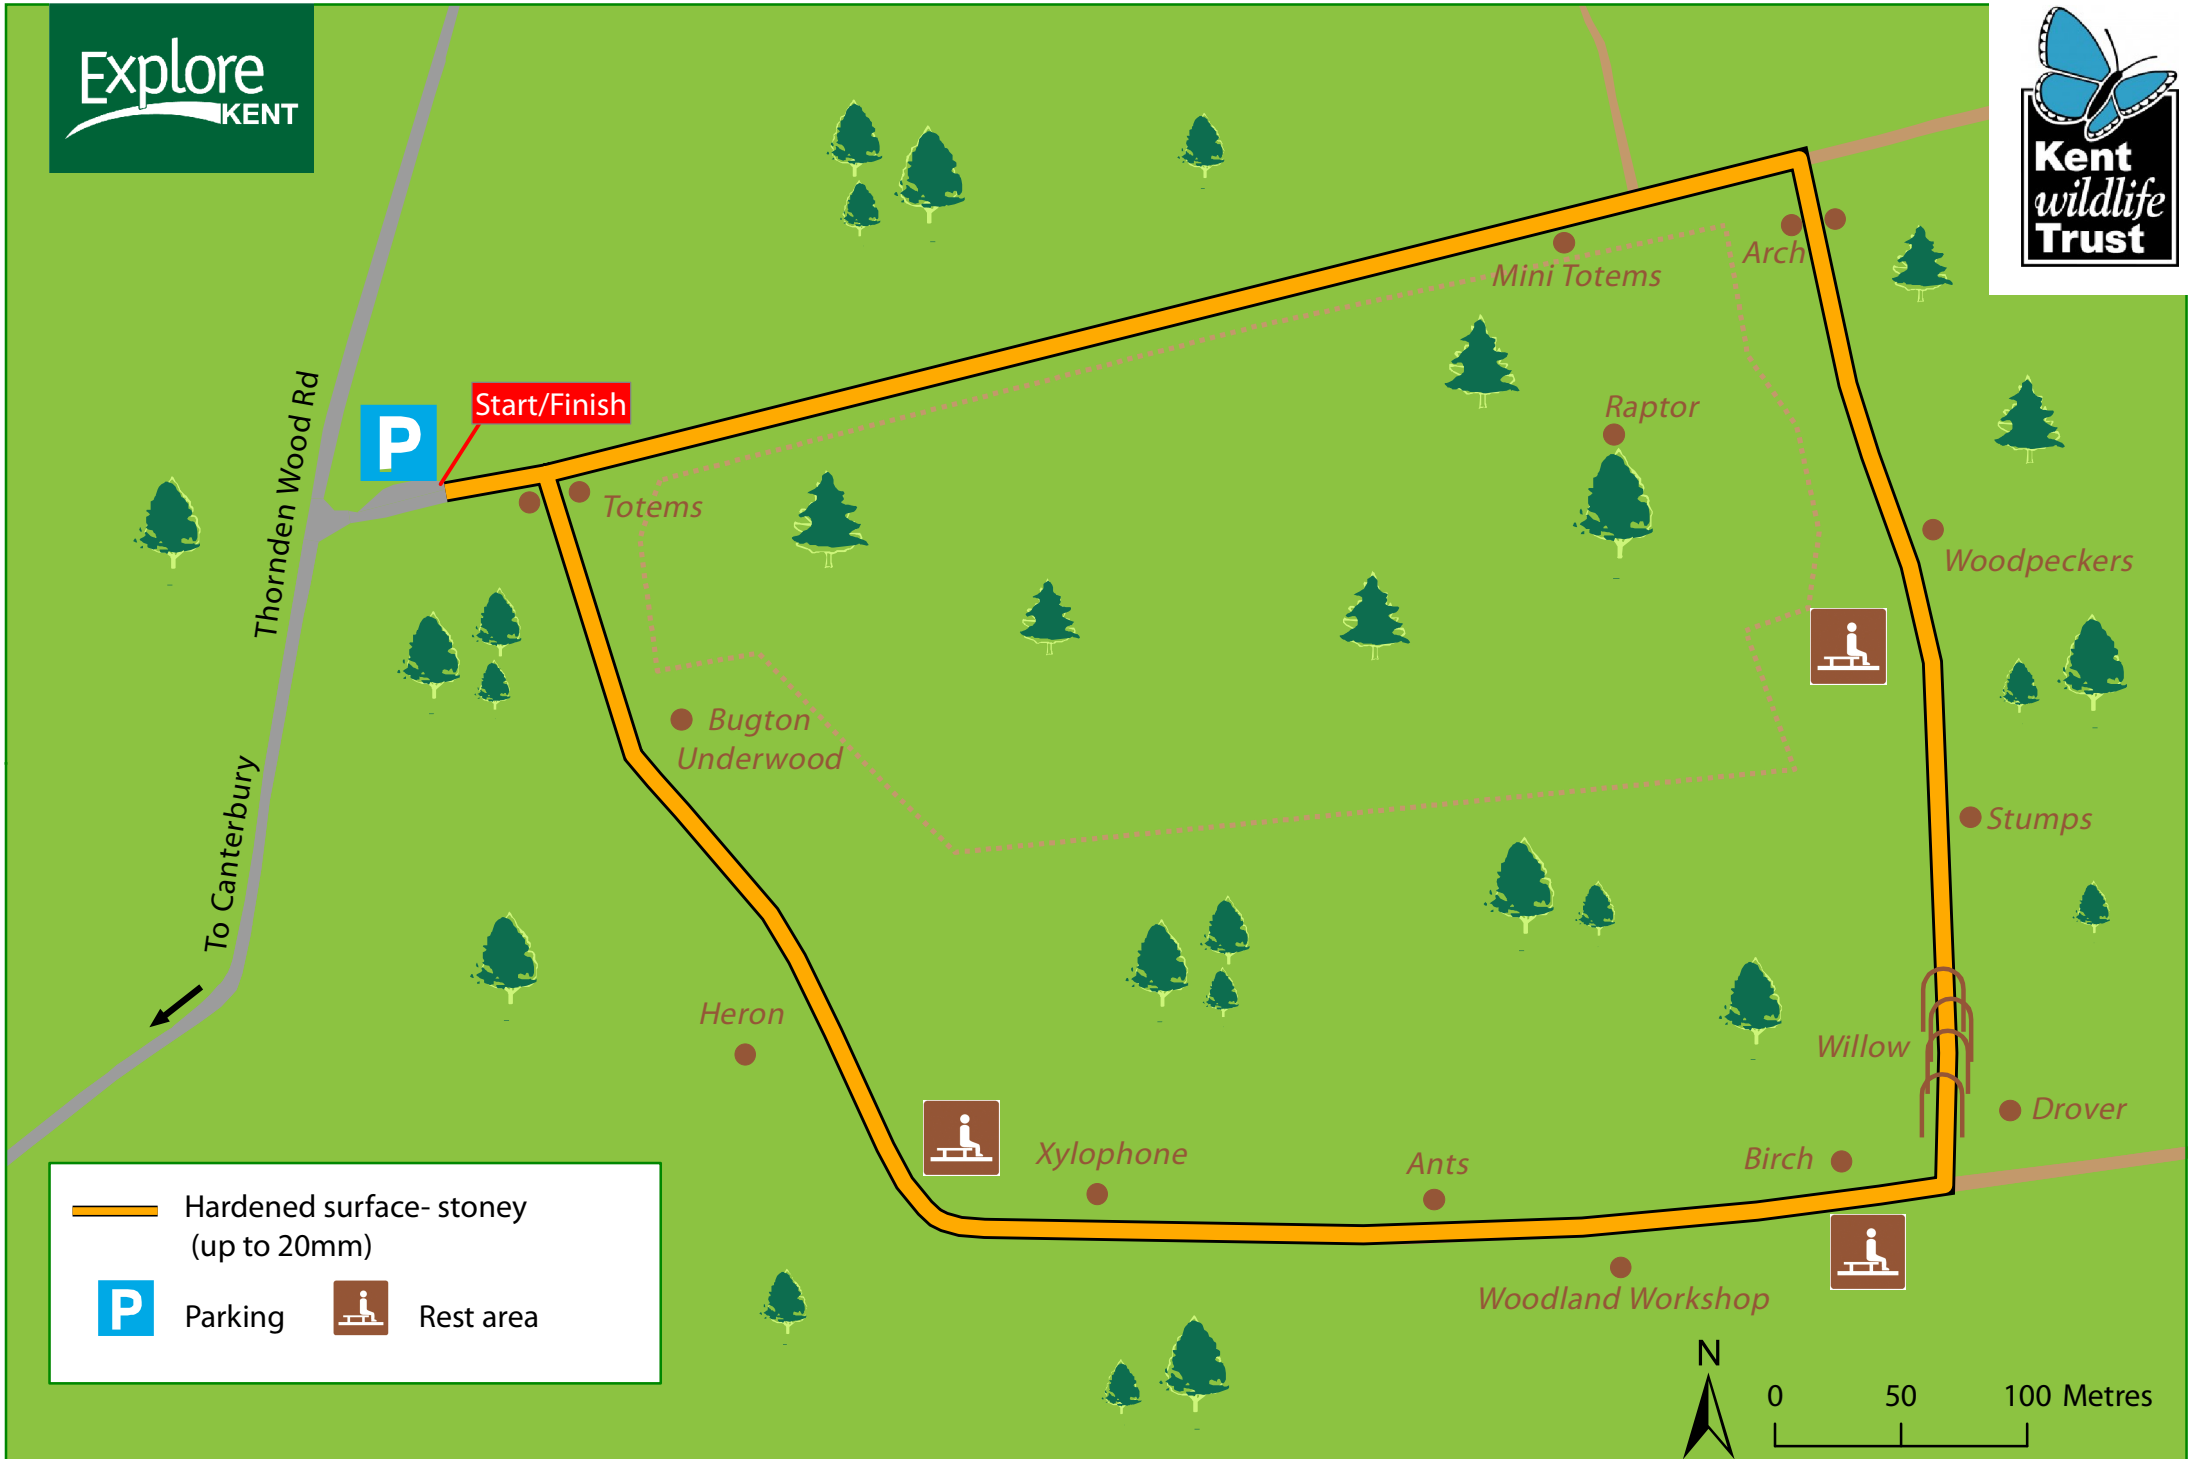 Explore
KENT
Kent
wildlife
Trust
Arch
Mini Totems
Thornden Wood Rd
P
Start/Finish
Raptor
Totems
Woodpeckers
Bugton
Underwood
To Canterbury
Stumps
Heron
Willow
Drover
Xylophone
Ants
Birch
Woodland Workshop
Hardened surface- stoney
(up to 20mm)
P
Parking
Rest area
N
0 50 100 Metres